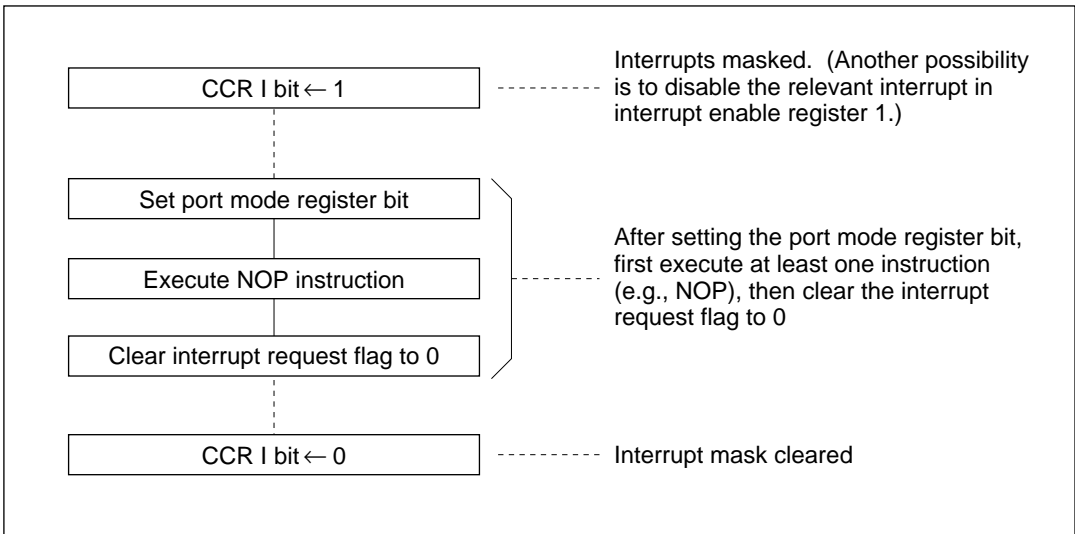 CCR I bit ← 1
Interrupts masked. (Another possibility
is to disable the relevant interrupt in
interrupt enable register 1.)
Set port mode register bit
Execute NOP instruction
Clear interrupt request flag to 0
After setting the port mode register bit,
first execute at least one instruction
(e.g., NOP), then clear the interrupt
request flag to 0
CCR I bit ← 0
Interrupt mask cleared